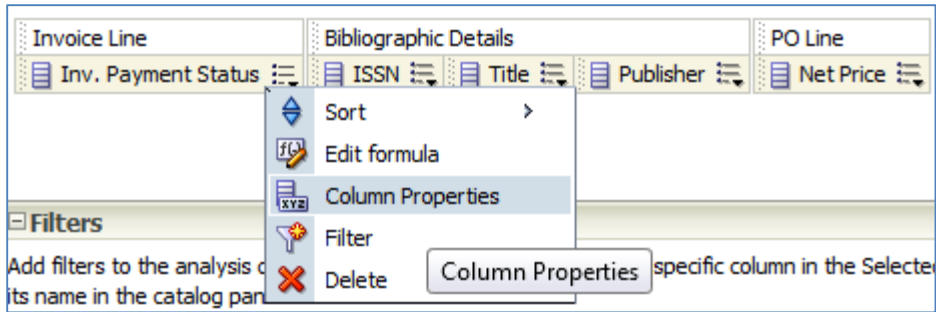 Invoice Line Bibliographic Details PO Line
Inv. Payment Status ISSN Title Publisher Net Price
Sort
Edit formula
XYZ Column Properties
Filters
Filter
Add filters to the analysis specific column in the Selected
Column Properties
Delete
its name in the catalog pan